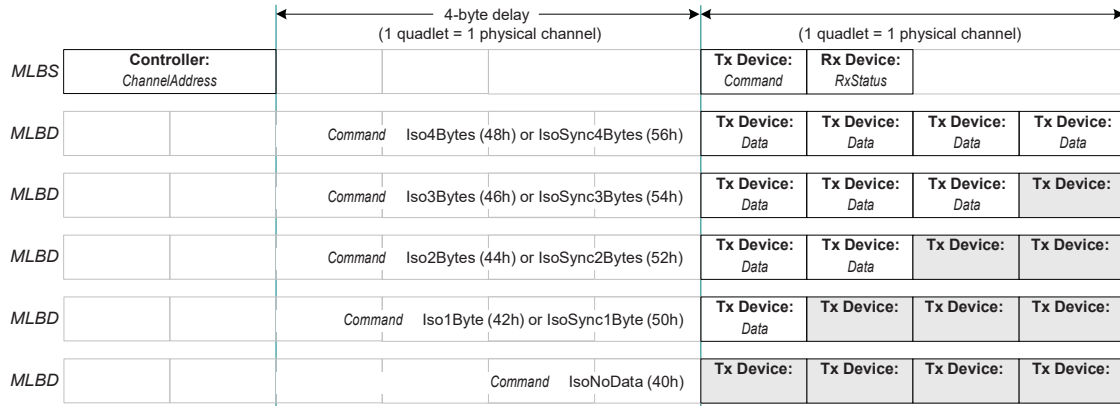 4-byte delay
(1 quadlet = 1 physical channel) (1 quadlet = 1 physical channel)
MLBS Controller: Tx Device: Rx Device:
ChannelAddress Command RxStatus
MLBD Command Iso4Bytes (48h) or IsoSync4Bytes (56h) Tx Device: Tx Device: Tx Device: Tx Device:
Data Data Data Data
MLBD Command Iso3Bytes (46h) or IsoSync3Bytes (54h) Tx Device: Tx Device: Tx Device: Tx Device:
Data Data Data
MLBD Command Iso2Bytes (44h) or IsoSync2Bytes (52h) Tx Device: Tx Device: Tx Device: Tx Device:
Data Data
MLBD Command Iso1Byte (42h) or IsoSync1Byte (50h) Tx Device: Tx Device: Tx Device: Tx Device:
Data
MLBD Command IsoNoData (40h) Tx Device: Tx Device: Tx Device: Tx Device: